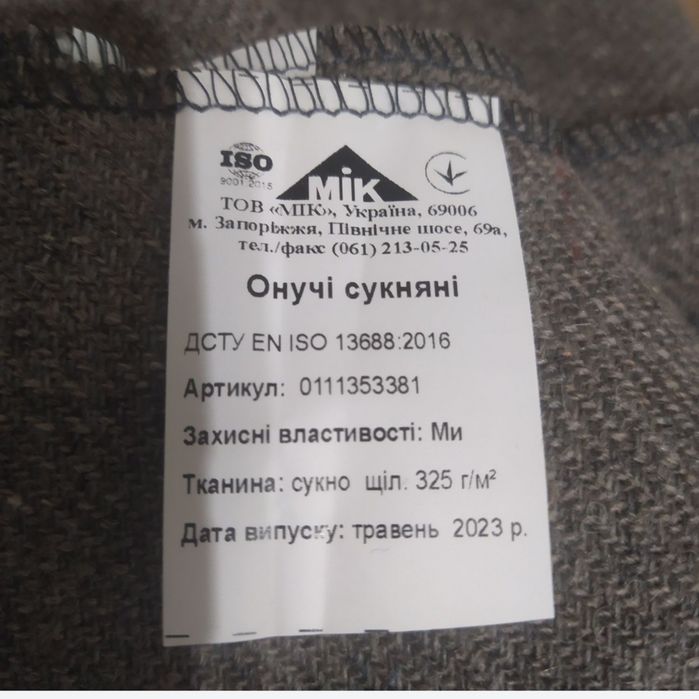 ISO
9001:2015
МІК
ТОВ «МІК», Україна, 69006
м. Запоріжжя, Північне шосе, 69а,
тел./факс (061) 213-05-25
Онучі сукняні
ДСТУ EN ISO 13688:2016
Артикул: 0111353381
Захисні властивості: Ми
Тканина: сукно щіл. 325 г/м²
Дата випуску: травень 2023 р.